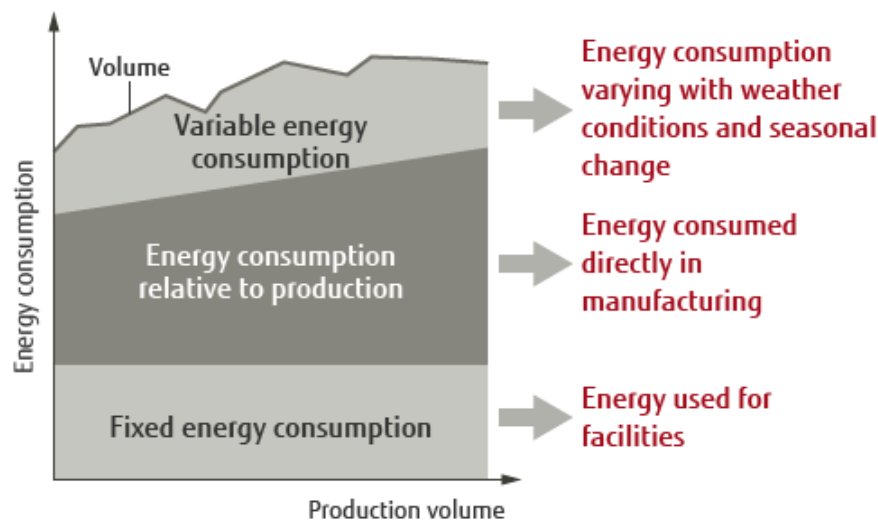 Volume
Variable energy
consumption
Energy consumption
varying with weather
conditions and seasonal
change
Energy consumption
Energy consumption
relative to production
Energy consumed
directly in
manufacturing
Fixed energy consumption
Energy used for
facilities
Production volume